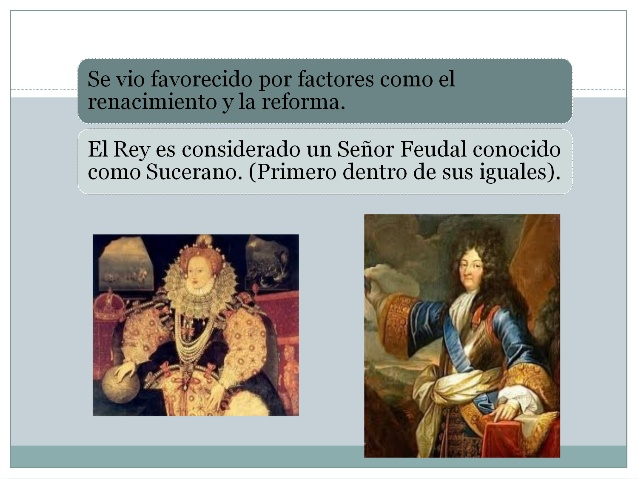 Se vio favorecido por factores como el
renacimiento y la reforma.
El Rey es considerado un Señor Feudal conocido
como Sucerano. (Primero dentro de sus iguales).